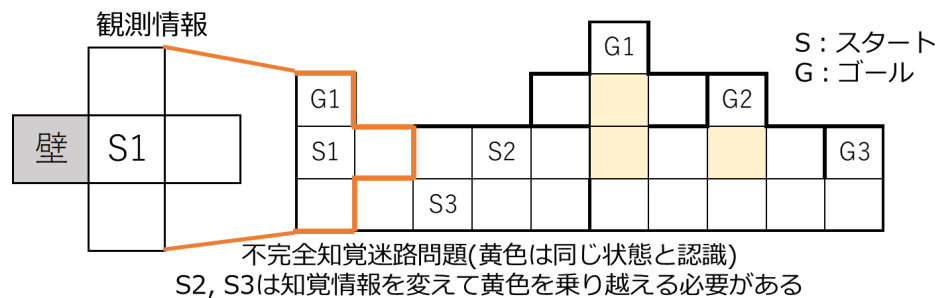 観測情報
壁
S1
G1
S1
S2
S3
G1
G2
G3
S：スタート
G：ゴール
不完全知覚迷路問題(黄色は同じ状態と認識)
S2, S3は知覚情報を変えて黄色を乗り越える必要がある